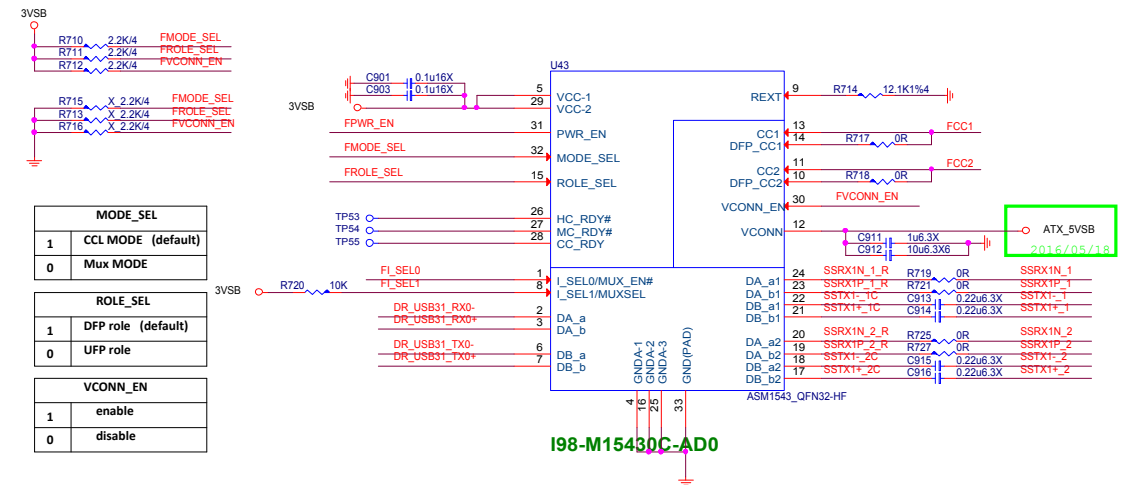 3VSB
R710 2.2K/4 FMODE_SEL
R711 2.2K/4 FROLE_SEL
R712 2.2K/4 FVCONN_EN
R715 X_2.2K/4 FMODE_SEL
R713 X_2.2K/4 FROLE_SEL
R716 X_2.2K/4 FVCONN_EN
MODE_SEL
1 CCL MODE (default)
0 Mux MODE
ROLE_SEL
1 DFP role (default)
0 UFP role
VCONN_EN
1 enable
0 disable
U43
C901 0.1u16X
C903 0.1u16X
3VSB
5 VCC-1
29 VCC-2
FPWR_EN 31 PWR_EN
FMODE_SEL 32 MODE_SEL
FROLE_SEL 15 ROLE_SEL
TP53 26 HC_RDY#
TP54 27 MC_RDY#
TP55 28 CC_RDY
FI_SEL0 1 I_SEL0/MUX_EN#
3VSB R720 10K FI_SEL1 8 I_SEL1/MUXSEL
DR_USB31_RX0- 2 DA_a
DR_USB31_RX0+ 3 DA_b
DR_USB31_TX0- 6 DB_a
DR_USB31_TX0+ 7 DB_b
REXT 9 R714 12.1K1%4
CC1 13 FCC1
DFP_CC1 14 R717 0R
CC2 11 FCC2
DFP_CC2 10 R718 0R
VCONN_EN 30 FVCONN_EN
VCONN 12 ATX_5VSB
C911 1u6.3X
C912 10u6.3X6
2016/05/18
DA_a1 24 SSRX1N_1_R R719 0R SSRX1N_1
DA_b1 23 SSRX1P_1_R R721 0R SSRX1P_1
DB_a1 22 SSTX1-_1C C913 0.22u6.3X SSTX1-_1
DB_b1 21 SSTX1+_1C C914 0.22u6.3X SSTX1+_1
DA_a2 20 SSRX1N_2_R R725 0R SSRX1N_2
DA_b2 19 SSRX1P_2_R R727 0R SSRX1P_2
DB_a2 18 SSTX1-_2C C915 0.22u6.3X SSTX1-_2
DB_b2 17 SSTX1+_2C C916 0.22u6.3X SSTX1+_2
GNDA-1
GNDA-2
GNDA-3
GND(PAD)
4
16
25
33
ASM1543_QFN32-HF
I98-M15430C-AD0